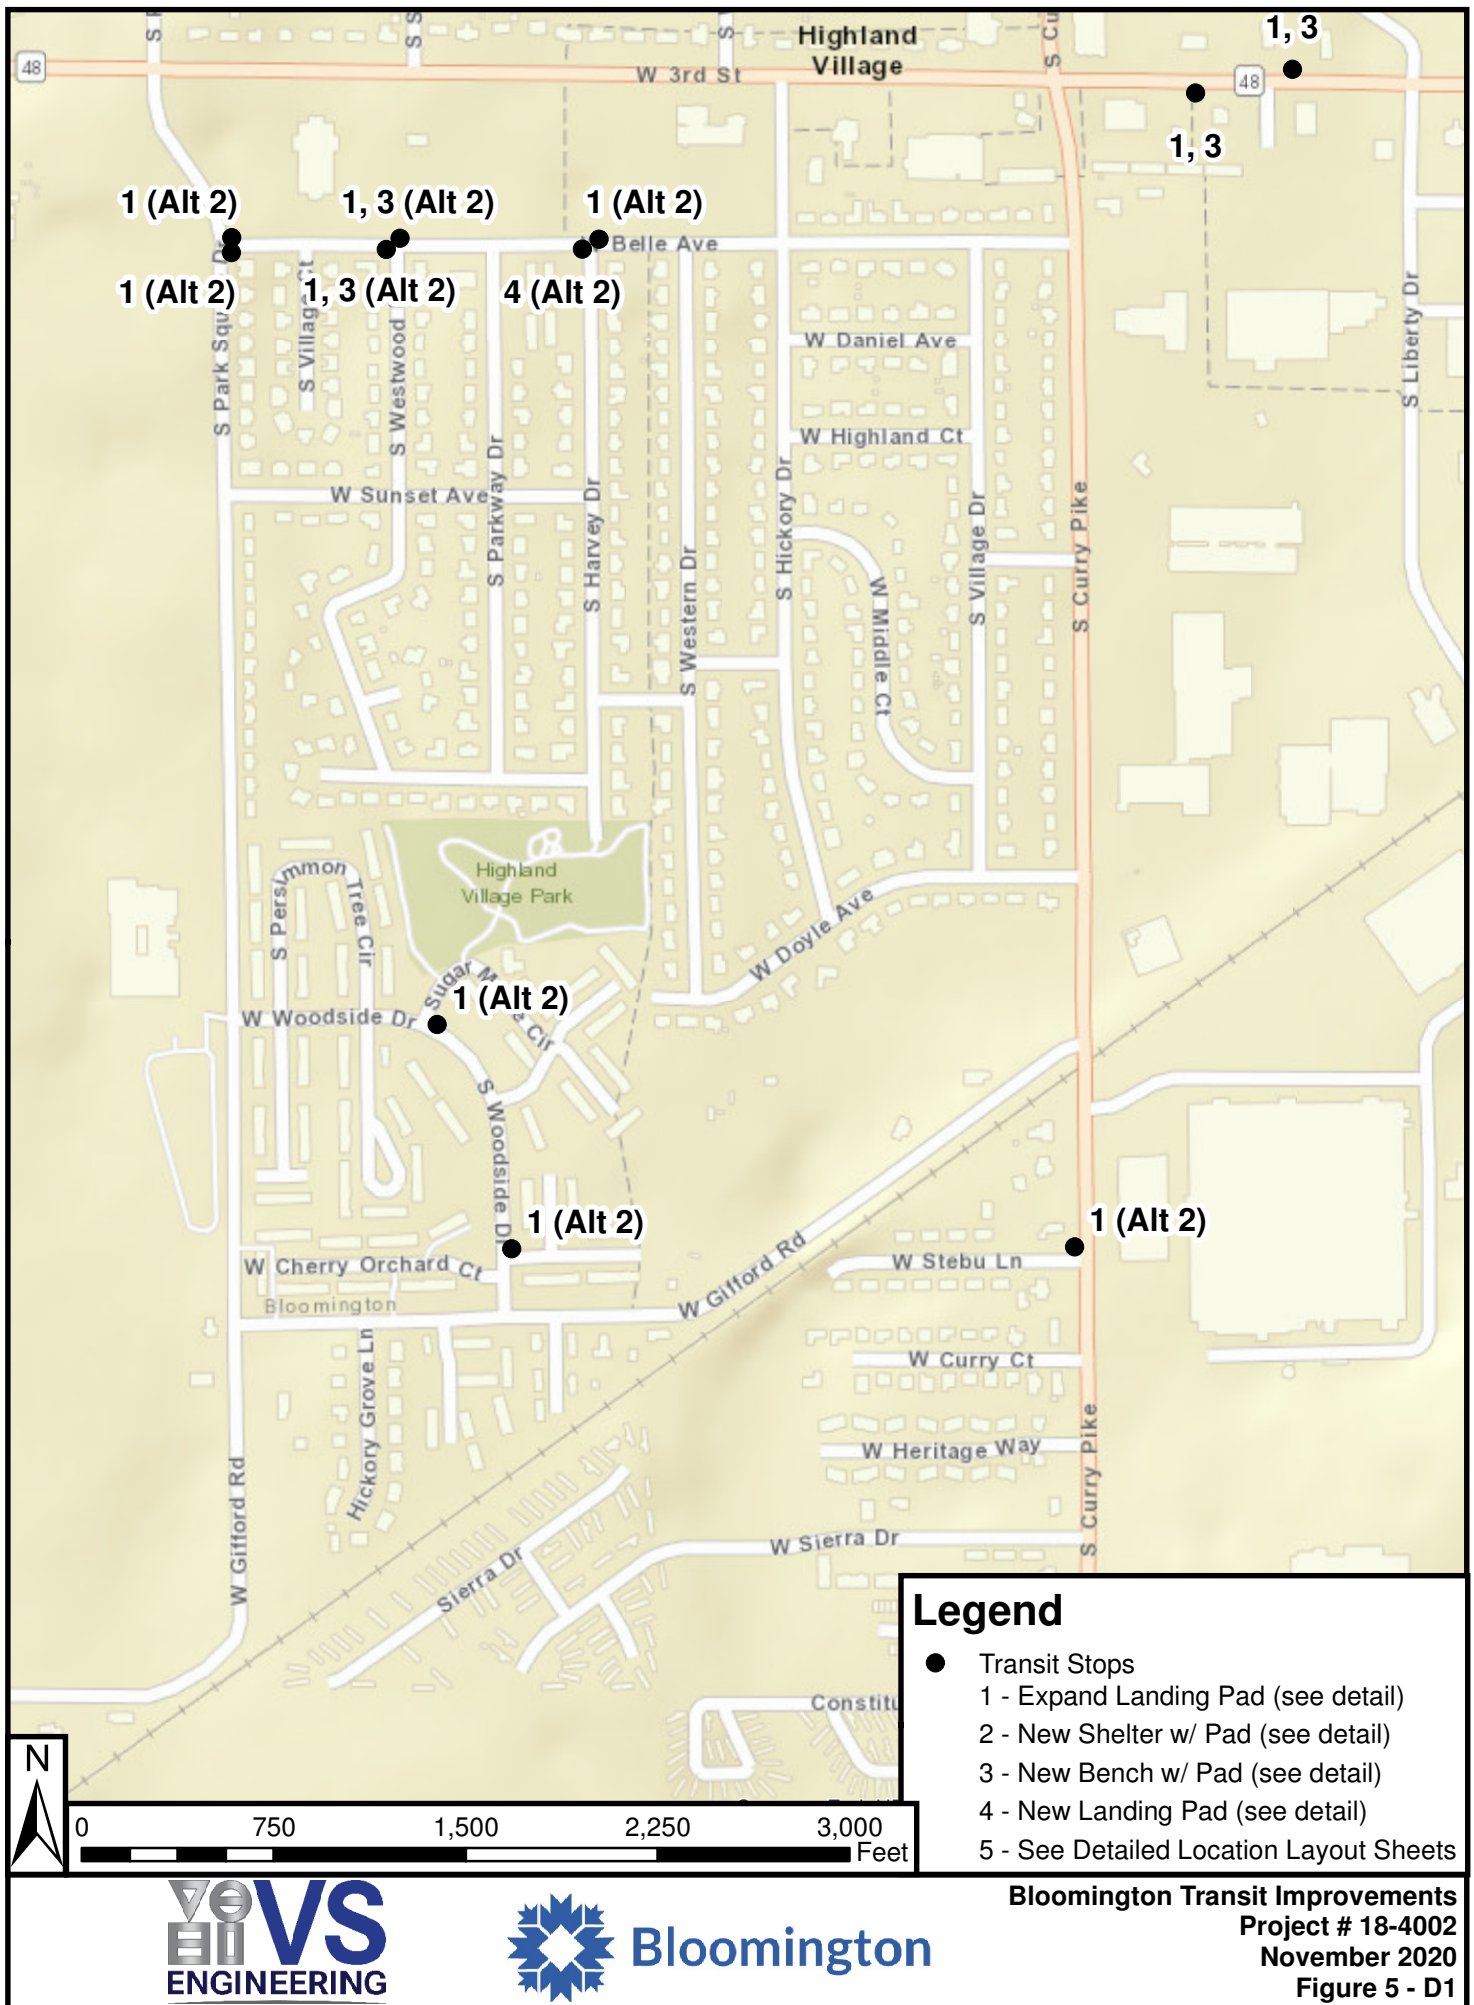 S P
S S
S V
Highland
Village
S Cu
1, 3
48
W 3rd St
48
1, 3
1 (Alt 2)
1, 3 (Alt 2)
1 (Alt 2)
Belle Ave
1 (Alt 2)
1, 3 (Alt 2)
4 (Alt 2)
S Park Squ
S Village Ct
S Westwood
W Daniel Ave
S Liberty Dr
W Highland Ct
W Sunset Ave
S Parkway Dr
S Harvey Dr
S Western Dr
S Hickory Dr
W Middle Ct
S Village Dr
S Curry Pike
Highland
Village Park
S Persimmon Tree Cir
W Doyle Ave
Sugar
Cir
1 (Alt 2)
W Woodside Dr
S Woodside Dr
1 (Alt 2)
1 (Alt 2)
W Cherry Orchard Ct
W Stebu Ln
Bloomington
W Gifford Rd
Hickory Grove Ln
W Curry Ct
W Heritage Way
W Gifford Rd
S Curry Pike
W Sierra Dr
Sierra Dr
Constitu
Legend
Transit Stops
1 - Expand Landing Pad (see detail)
2 - New Shelter w/ Pad (see detail)
3 - New Bench w/ Pad (see detail)
4 - New Landing Pad (see detail)
5 - See Detailed Location Layout Sheets
N
0 750 1,500 2,250 3,000
Feet
VS
ENGINEERING
Bloomington
Bloomington Transit Improvements
Project # 18-4002
November 2020
Figure 5 - D1